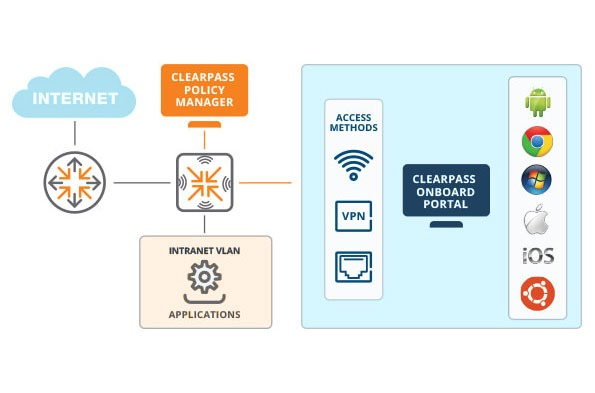 INTERNET
CLEARPASS
POLICY
MANAGER
INTRANET VLAN
APPLICATIONS
ACCESS
METHODS
VPN
CLEARPASS
ONBOARD
PORTAL
iOS